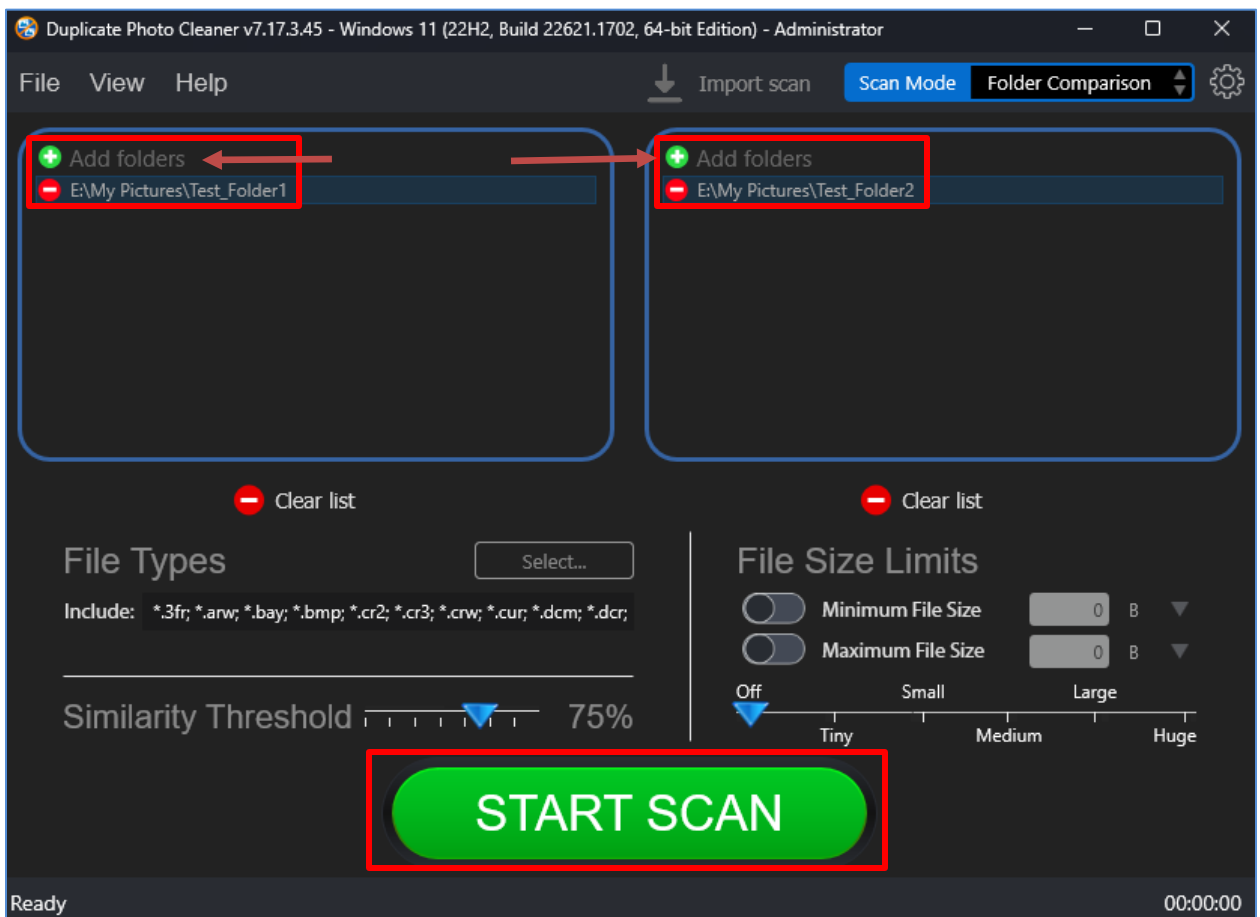 Duplicate Photo Cleaner v7.17.3.45 - Windows 11 (22H2, Build 22621.1702, 64-bit Edition) - Administrator
File View Help Import scan Scan Mode Folder Comparison
Add folders
E:\My Pictures\Test_Folder1
Add folders
E:\My Pictures\Test_Folder2
Clear list
Clear list
File Types Select...
Include: *.3fr; *.arw; *.bay; *.bmp; *.cr2; *.cr3; *.crw; *.cur; *.dcm; *.dcr;
Similarity Threshold 75%
File Size Limits
Minimum File Size 0 B
Maximum File Size 0 B
Off Small Large
Tiny Medium Huge
START SCAN
Ready 00:00:00